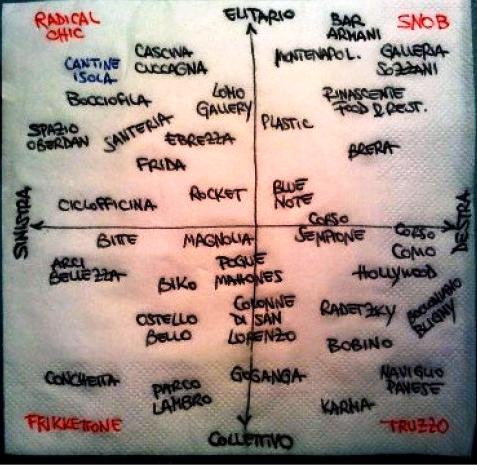 RADICAL
CHIC
ELITARIO
BAR
ARMANI
SNOB
CASCINA
CUCCAGNA
MONTENAPOL.
GALLERIA
SOZZANI
CANTINE
ISOLA
BOCCIOFILA
LOMO
GALLERY
RINASCENTE
FOOD & REST.
SPAZIO
OBERDAN
SANTERIA
EBREZZA
PLASTIC
FRIDA
BRERA
CICLOFFICINA
ROCKET
BLUE
NOTE
SINISTRA
DESTRA
CORSO
SEMPIONE
CORSO
COMO
BITTE
MAGNOLIA
ARCI
BELLEZZA
BIKO
POGUE
MAHONES
HOLLYWOOD
OSTELLO
BELLO
COLONNE
DI SAN
LORENZO
RADETZKY
BLIGNY
BOBINO
CONCHETTA
PARCO
LAMBRO
GOGANGA
NAVIGLIO
PAVESE
KARMA
FRIKKETTONE
COLLETTIVO
TRUZZO